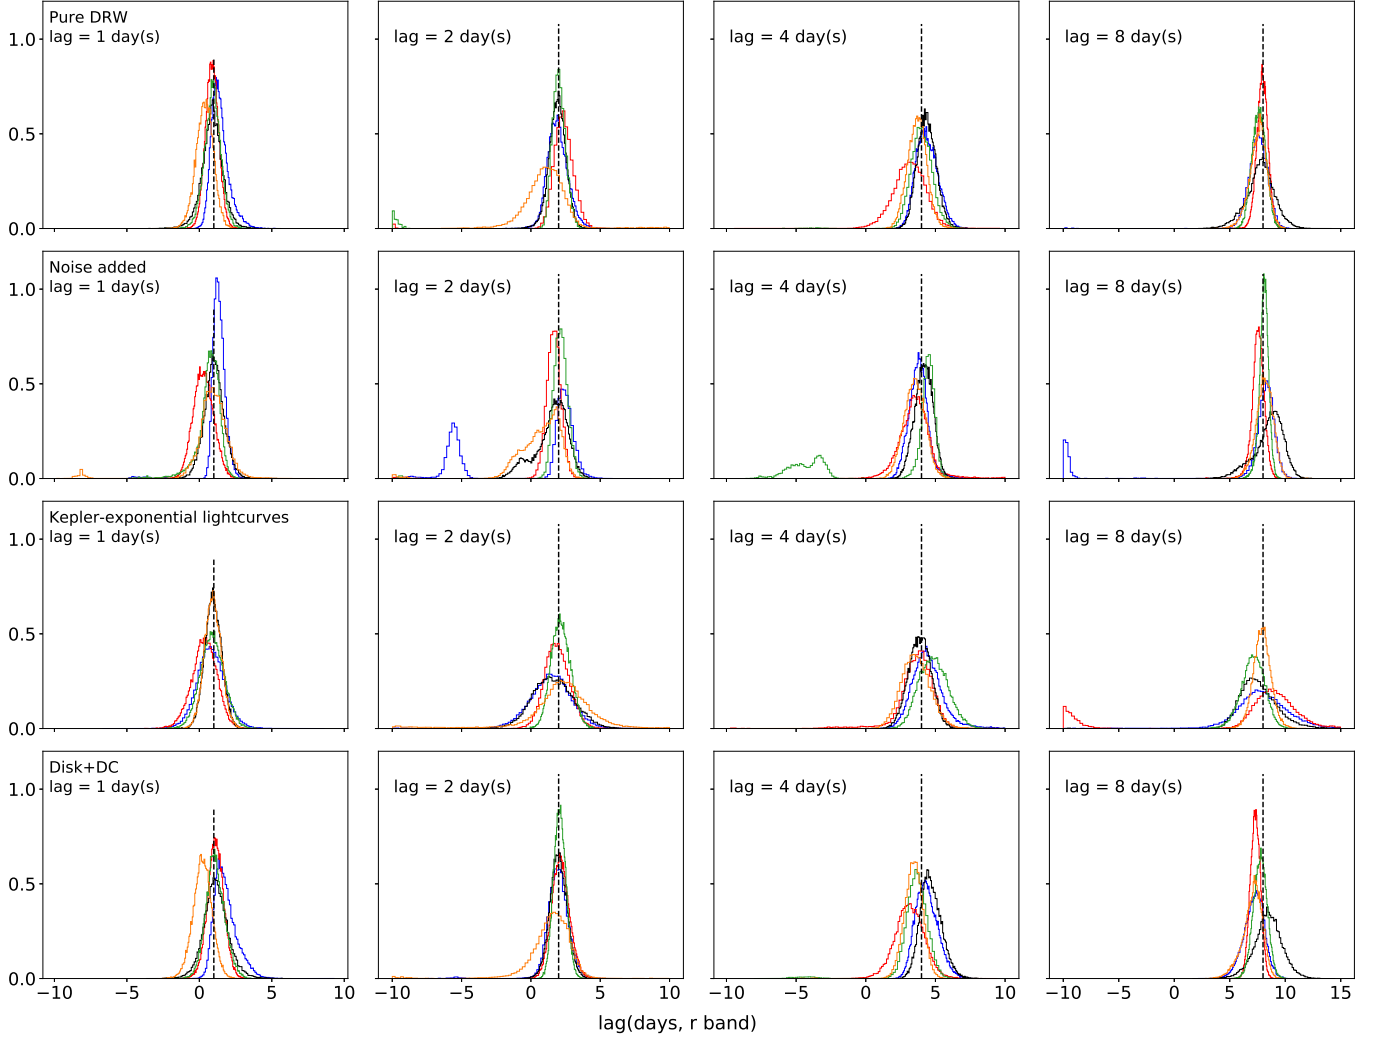 Pure DRW
lag = 1 day(s)
lag = 2 day(s)
lag = 4 day(s)
lag = 8 day(s)
1.0
0.5
0.0
Noise added
lag = 1 day(s)
lag = 2 day(s)
lag = 4 day(s)
lag = 8 day(s)
1.0
0.5
0.0
Kepler-exponential lightcurves
lag = 1 day(s)
lag = 2 day(s)
lag = 4 day(s)
lag = 8 day(s)
1.0
0.5
0.0
Disk+DC
lag = 1 day(s)
lag = 2 day(s)
lag = 4 day(s)
lag = 8 day(s)
1.0
0.5
0.0
−10 −5 0 5 10
−10 −5 0 5 10
−10 −5 0 5 10
−10 −5 0 5 10 15
lag(days, r band)